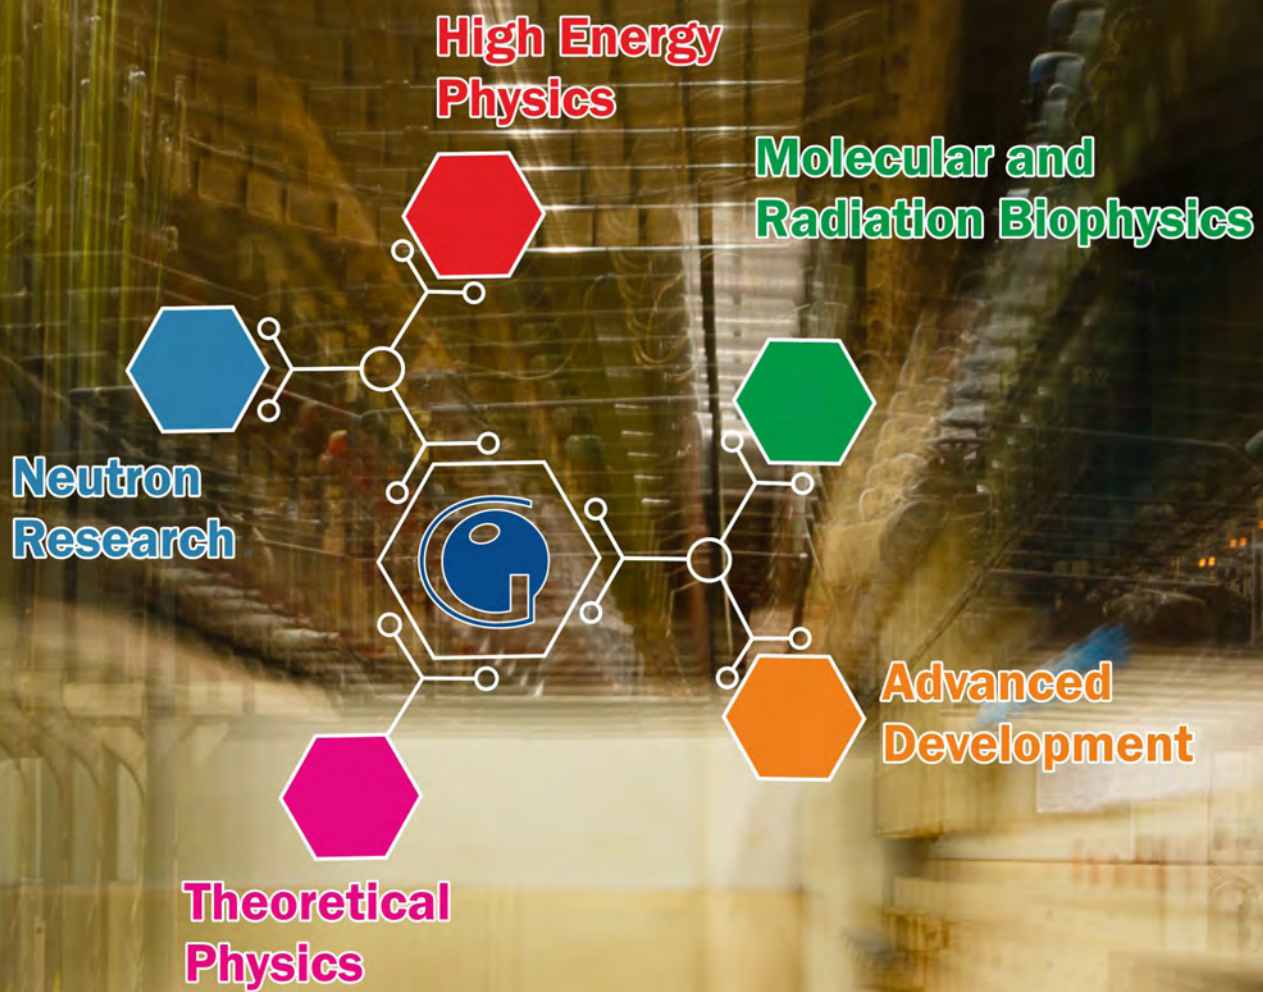 High Energy
Physics
Molecular and
Radiation Biophysics
Neutron
Research
Advanced
Development
Theoretical
Physics